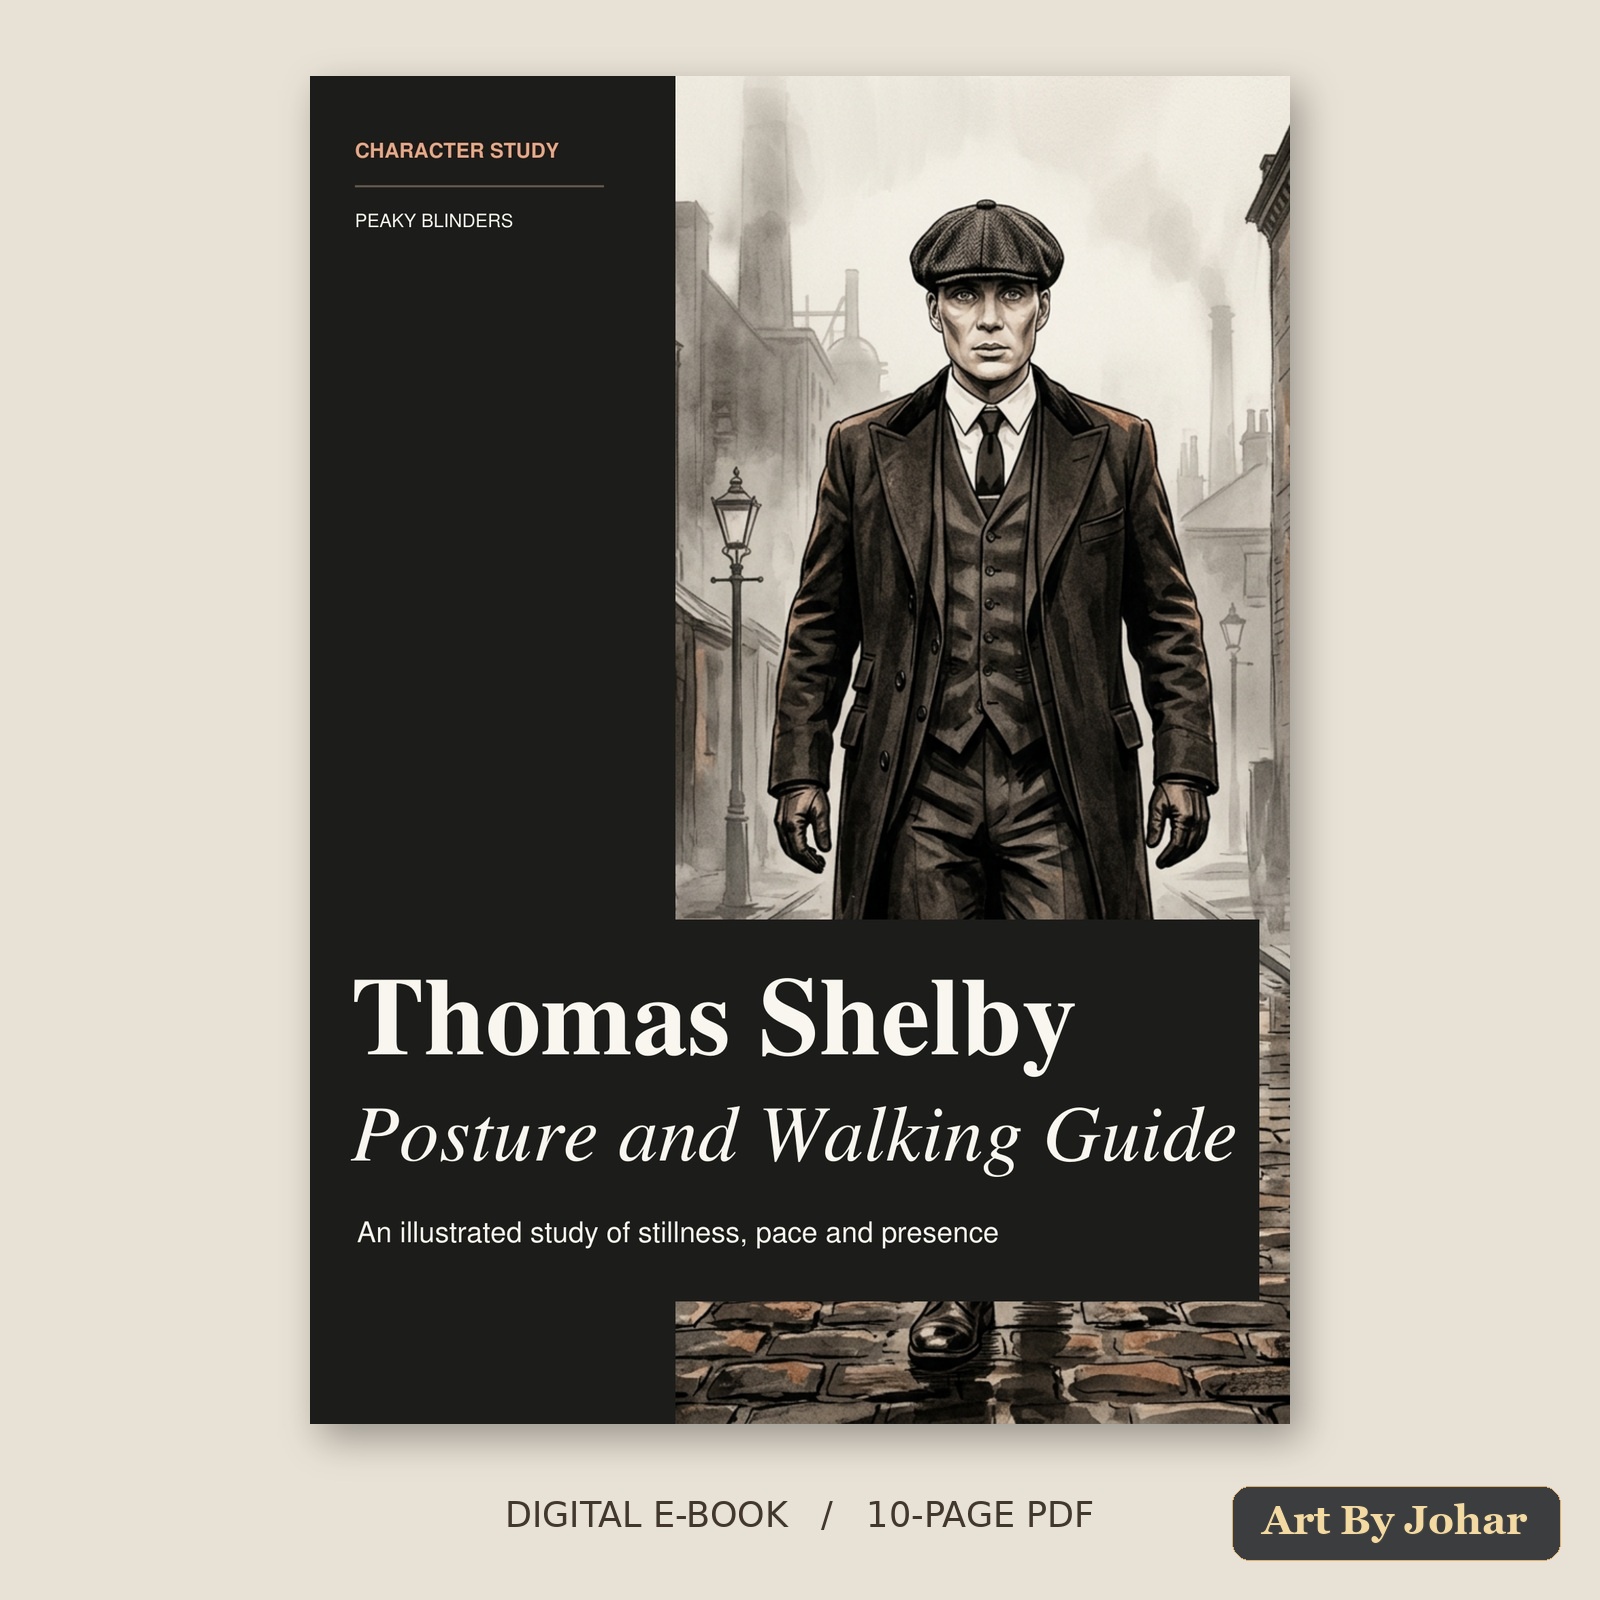 CHARACTER STUDY
PEAKY BLINDERS
Thomas Shelby
Posture and Walking Guide
An illustrated study of stillness, pace and presence
DIGITAL E-BOOK / 10-PAGE PDF
Art By Johar